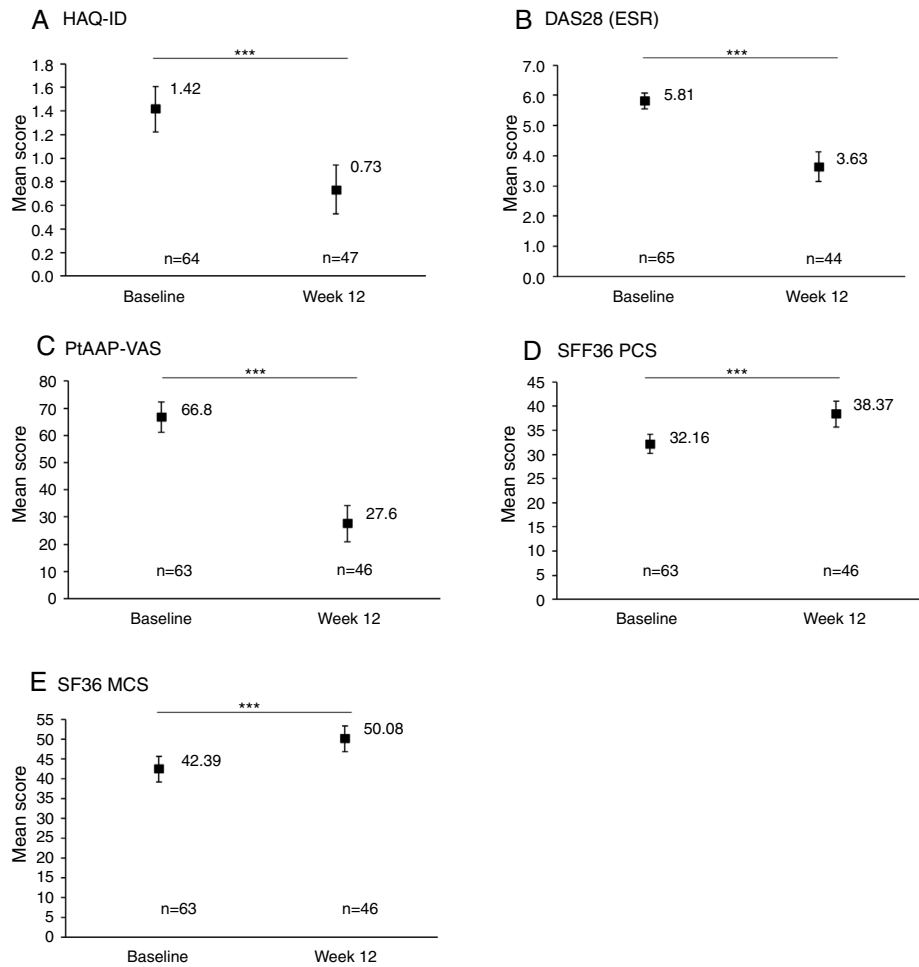 A HAQ-ID
***
1.8
1.6
1.4
1.2
1.0
0.8
0.6
0.4
0.2
0.0
Mean score
1.42
0.73
n=64
n=47
Baseline
Week 12
B DAS28 (ESR)
***
7.0
6.0
5.0
4.0
3.0
2.0
1.0
0.0
Mean score
5.81
3.63
n=65
n=44
Baseline
Week 12
C PtAAP-VAS
***
80
70
60
50
40
30
20
10
0
Mean score
66.8
27.6
n=63
n=46
Baseline
Week 12
D SFF36 PCS
***
45
40
35
30
25
20
15
10
5
0
Mean score
32.16
38.37
n=63
n=46
Baseline
Week 12
E SF36 MCS
***
55
50
45
40
35
30
25
20
15
10
5
0
Mean score
42.39
50.08
n=63
n=46
Baseline
Week 12